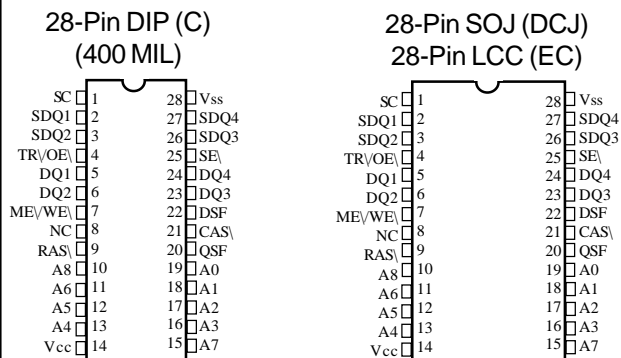 28-Pin DIP (C)
(400 MIL)
SC 1 28 Vss
SDQ1 2 27 SDQ4
SDQ2 3 26 SDQ3
TR\/OE\ 4 25 SE\
DQ1 5 24 DQ4
DQ2 6 23 DQ3
ME\/WE\ 7 22 DSF
NC 8 21 CAS\
RAS\ 9 20 QSF
A8 10 19 A0
A6 11 18 A1
A5 12 17 A2
A4 13 16 A3
Vcc 14 15 A7
28-Pin SOJ (DCJ)
28-Pin LCC (EC)
SC 1 28 Vss
SDQ1 2 27 SDQ4
SDQ2 3 26 SDQ3
TR\/OE\ 4 25 SE\
DQ1 5 24 DQ4
DQ2 6 23 DQ3
ME\/WE\ 7 22 DSF
NC 8 21 CAS\
RAS\ 9 20 QSF
A8 10 19 A0
A6 11 18 A1
A5 12 17 A2
A4 13 16 A3
Vcc 14 15 A7